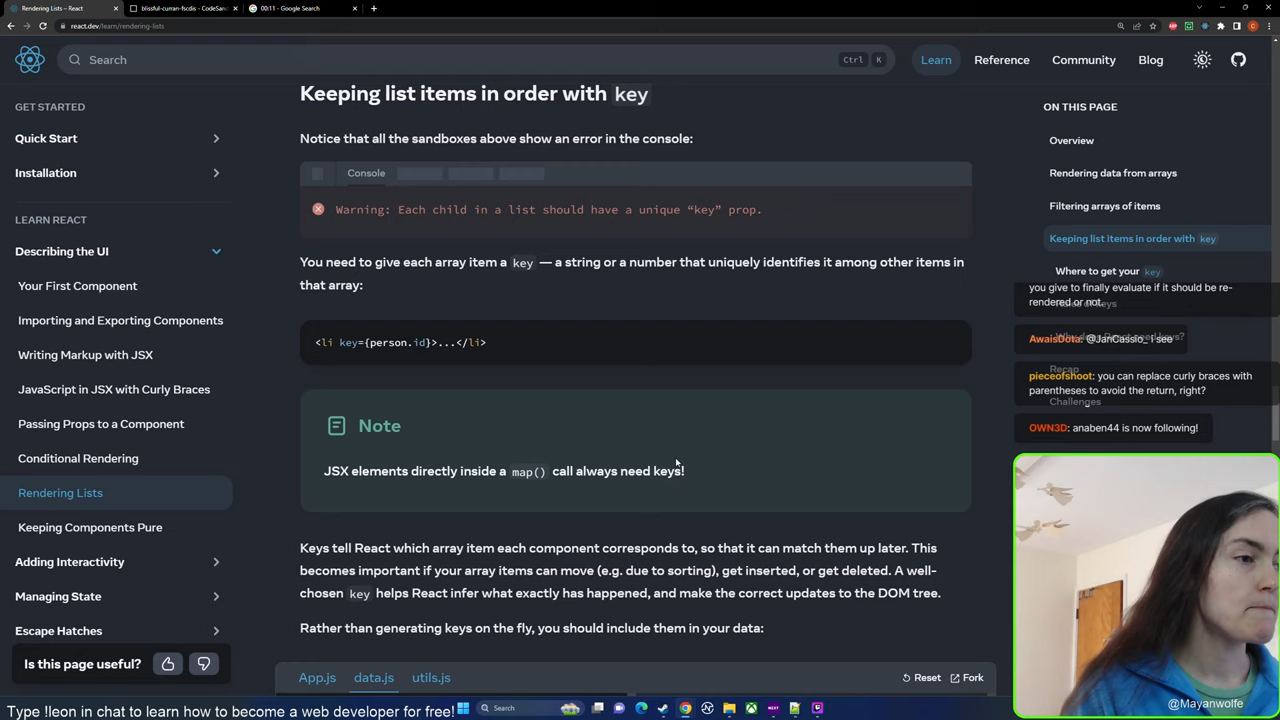 Rendering Lists – React
blissful-curran-fscdis - CodeSan
00:11 - Google Search
react.dev/learn/rendering-lists
Search
Ctrl K
Learn
Reference
Community
Blog
GET STARTED
Quick Start
Installation
LEARN REACT
Describing the UI
Your First Component
Importing and Exporting Components
Writing Markup with JSX
JavaScript in JSX with Curly Braces
Passing Props to a Component
Conditional Rendering
Rendering Lists
Keeping Components Pure
Adding Interactivity
Managing State
Escape Hatches
Is this page useful?
Keeping list items in order with key
Notice that all the sandboxes above show an error in the console:
Console
Warning: Each child in a list should have a unique “key” prop.
You need to give each array item a key — a string or a number that uniquely identifies it among other items in
that array:
<li key={person.id}>...</li>
Note
JSX elements directly inside a map() call always need keys!
Keys tell React which array item each component corresponds to, so that it can match them up later. This
becomes important if your array items can move (e.g. due to sorting), get inserted, or get deleted. A well-
chosen key helps React infer what exactly has happened, and make the correct updates to the DOM tree.
Rather than generating keys on the fly, you should include them in your data:
App.js
data.js
utils.js
Reset
Fork
ON THIS PAGE
Overview
Rendering data from arrays
Filtering arrays of items
Keeping list items in order with key
Where to get your key
you give to finally evaluate if it should be re-
rendered or not.
AwaisDota: @JanCassio_ i see
Recap
pieceofshoot: you can replace curly braces with
parentheses to avoid the return, right?
Challenges
OWN3D: anaben44 is now following!
@Mayanwolfe
Type !leon in chat to learn how to become a web developer for free!
Search